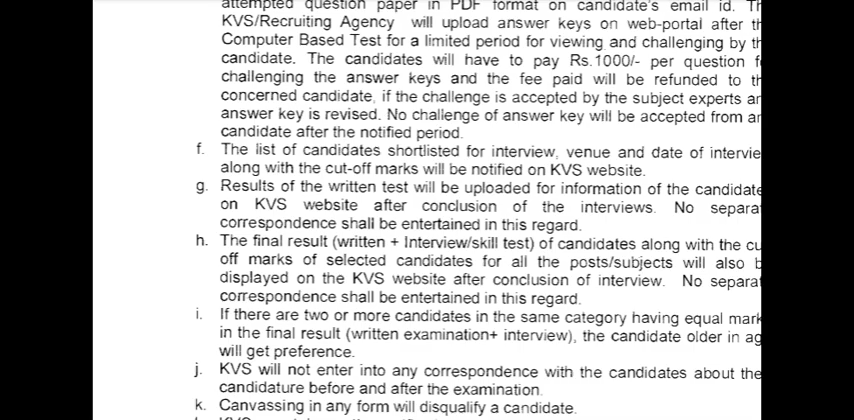 attempted question paper in PDF format on candidate's email id.
KVS/Recruiting Agency will upload answer keys on web-portal after
Computer Based Test for a limited period for viewing and challenging by
candidate. The candidates will have to pay Rs.1000/- per question
challenging the answer keys and the fee paid will be refunded to
concerned candidate, if the challenge is accepted by the subject experts
answer key is revised. No challenge of answer key will be accepted from
candidate after the notified period.
f. The list of candidates shortlisted for interview, venue and date of intervie
along with the cut-off marks will be notified on KVS website.
g. Results of the written test will be uploaded for information of the candidate
on KVS website after conclusion of the interviews. No separa
correspondence shall be entertained in this regard.
h. The final result (written + Interview/skill test) of candidates along with the cu
off marks of selected candidates for all the posts/subjects will also b
displayed on the KVS website after conclusion of interview. No separa
correspondence shall be entertained in this regard.
i. If there are two or more candidates in the same category having equal mark
in the final result (written examination+ interview), the candidate older in ag
will get preference.
j. KVS will not enter into any correspondence with the candidates about the
candidature before and after the examination.
k. Canvassing in any form will disqualify a candidate.